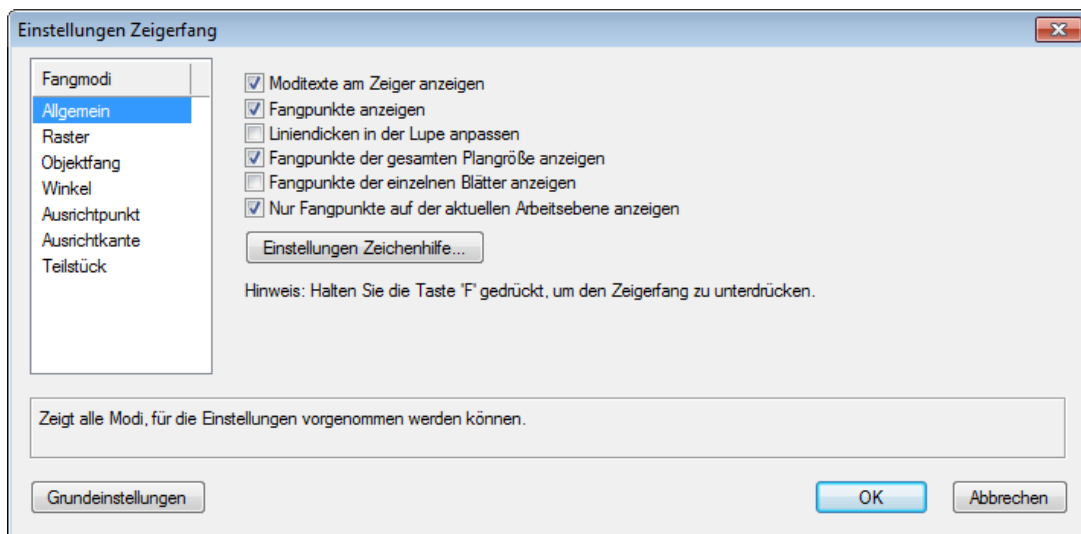 Einstellungen Zeigerfang
Fangmodi
Allgemein
Raster
Objektfang
Winkel
Ausrichtpunkt
Ausrichtkante
Teilstück
Moditexte am Zeiger anzeigen
Fangpunkte anzeigen
Liniendicken in der Lupe anpassen
Fangpunkte der gesamten Plangröße anzeigen
Fangpunkte der einzelnen Blätter anzeigen
Nur Fangpunkte auf der aktuellen Arbeitsebene anzeigen
Einstellungen Zeichenhilfe...
Hinweis: Halten Sie die Taste "F" gedrückt, um den Zeigerfang zu unterdrücken.
Zeigt alle Modi, für die Einstellungen vorgenommen werden können.
Grundeinstellungen
OK
Abbrechen